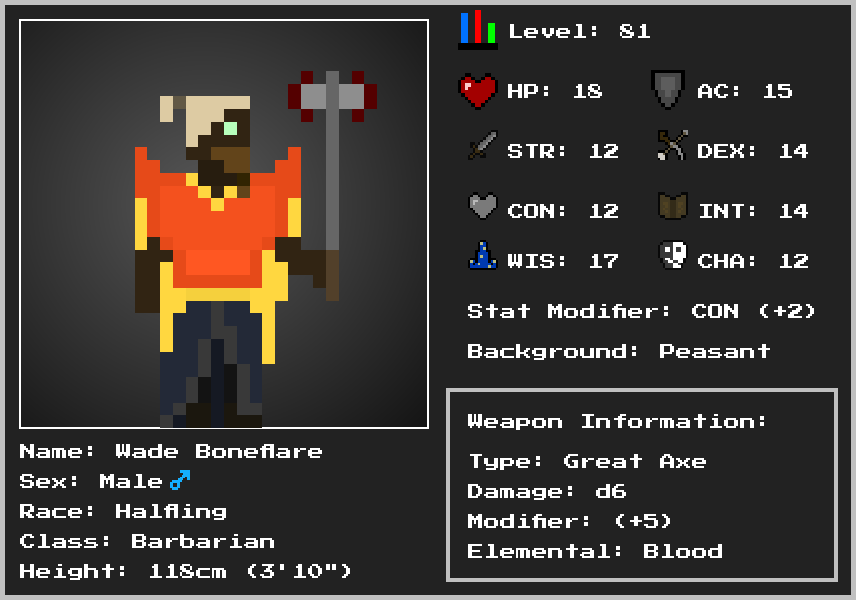 Level: 81
HP: 18 AC: 15
STR: 12 DEX: 14
CON: 12 INT: 14
WIS: 17 CHA: 12
Stat Modifier: CON (+2)
Background: Peasant
Weapon Information:
Type: Great Axe
Damage: d6
Modifier: (+5)
Elemental: Blood
Name: Wade Boneflare
Sex: Male♂
Race: Halfling
Class: Barbarian
Height: 118cm (3'10")